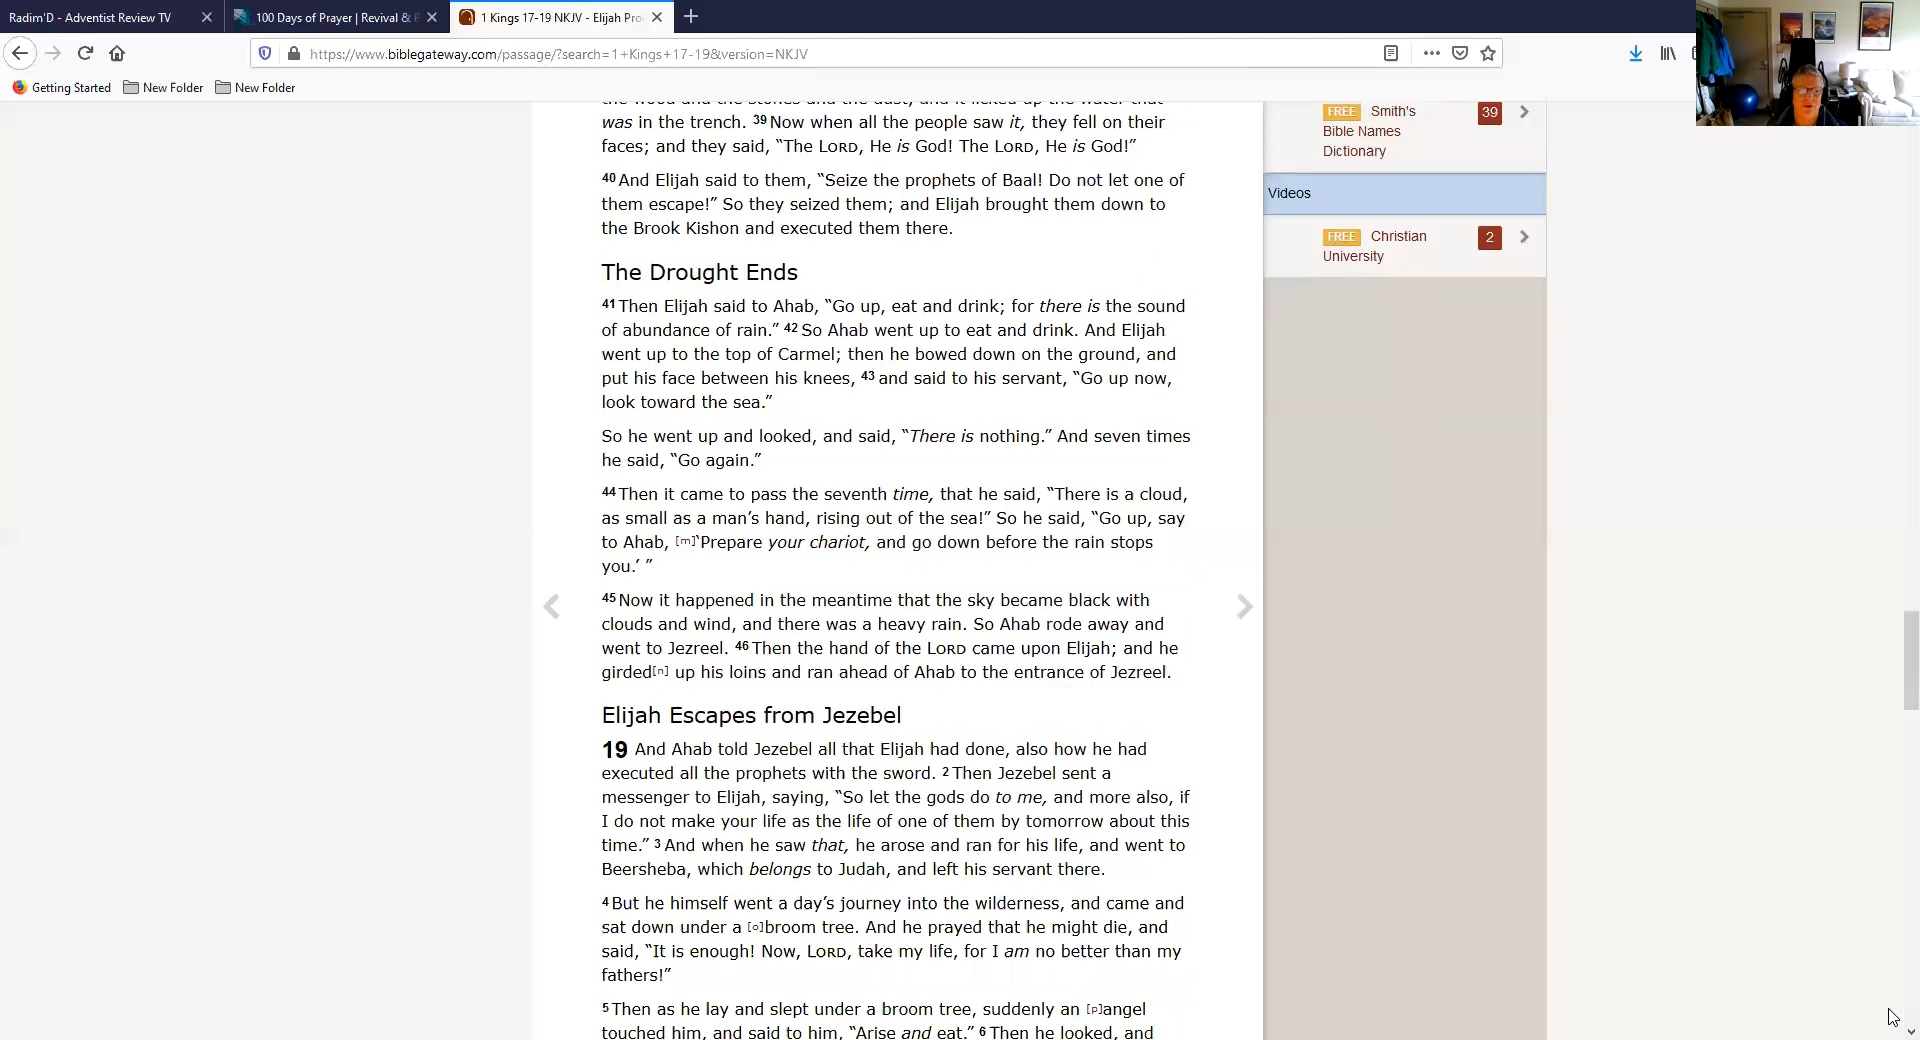 Radim'D - Adventist Review TV
100 Days of Prayer | Revival &
1 Kings 17-19 NKJV - Elijah Pro
https://www.biblegateway.com/passage/?search=1+Kings+17-19&version=NKJV
Getting Started
New Folder
New Folder
the wood and the stones and the dust, and it licked up the water that
was in the trench. 39 Now when all the people saw it, they fell on their
faces; and they said, “The LORD, He is God! The LORD, He is God!”
40 And Elijah said to them, “Seize the prophets of Baal! Do not let one of
them escape!” So they seized them; and Elijah brought them down to
the Brook Kishon and executed them there.
The Drought Ends
41 Then Elijah said to Ahab, “Go up, eat and drink; for there is the sound
of abundance of rain.” 42 So Ahab went up to eat and drink. And Elijah
went up to the top of Carmel; then he bowed down on the ground, and
put his face between his knees, 43 and said to his servant, “Go up now,
look toward the sea.”
So he went up and looked, and said, “There is nothing.” And seven times
he said, “Go again.”
44 Then it came to pass the seventh time, that he said, “There is a cloud,
as small as a man’s hand, rising out of the sea!” So he said, “Go up, say
to Ahab, [m]‘Prepare your chariot, and go down before the rain stops
you.’ ”
45 Now it happened in the meantime that the sky became black with
clouds and wind, and there was a heavy rain. So Ahab rode away and
went to Jezreel. 46 Then the hand of the LORD came upon Elijah; and he
girded[n] up his loins and ran ahead of Ahab to the entrance of Jezreel.
Elijah Escapes from Jezebel
19 And Ahab told Jezebel all that Elijah had done, also how he had
executed all the prophets with the sword. 2 Then Jezebel sent a
messenger to Elijah, saying, “So let the gods do to me, and more also, if
I do not make your life as the life of one of them by tomorrow about this
time.” 3 And when he saw that, he arose and ran for his life, and went to
Beersheba, which belongs to Judah, and left his servant there.
4 But he himself went a day’s journey into the wilderness, and came and
sat down under a [o]broom tree. And he prayed that he might die, and
said, “It is enough! Now, LORD, take my life, for I am no better than my
fathers!”
5 Then as he lay and slept under a broom tree, suddenly an [p]angel
touched him, and said to him, “Arise and eat.” 6 Then he looked, and
FREE Smith's 39
Bible Names
Dictionary
Videos
FREE Christian 2
University